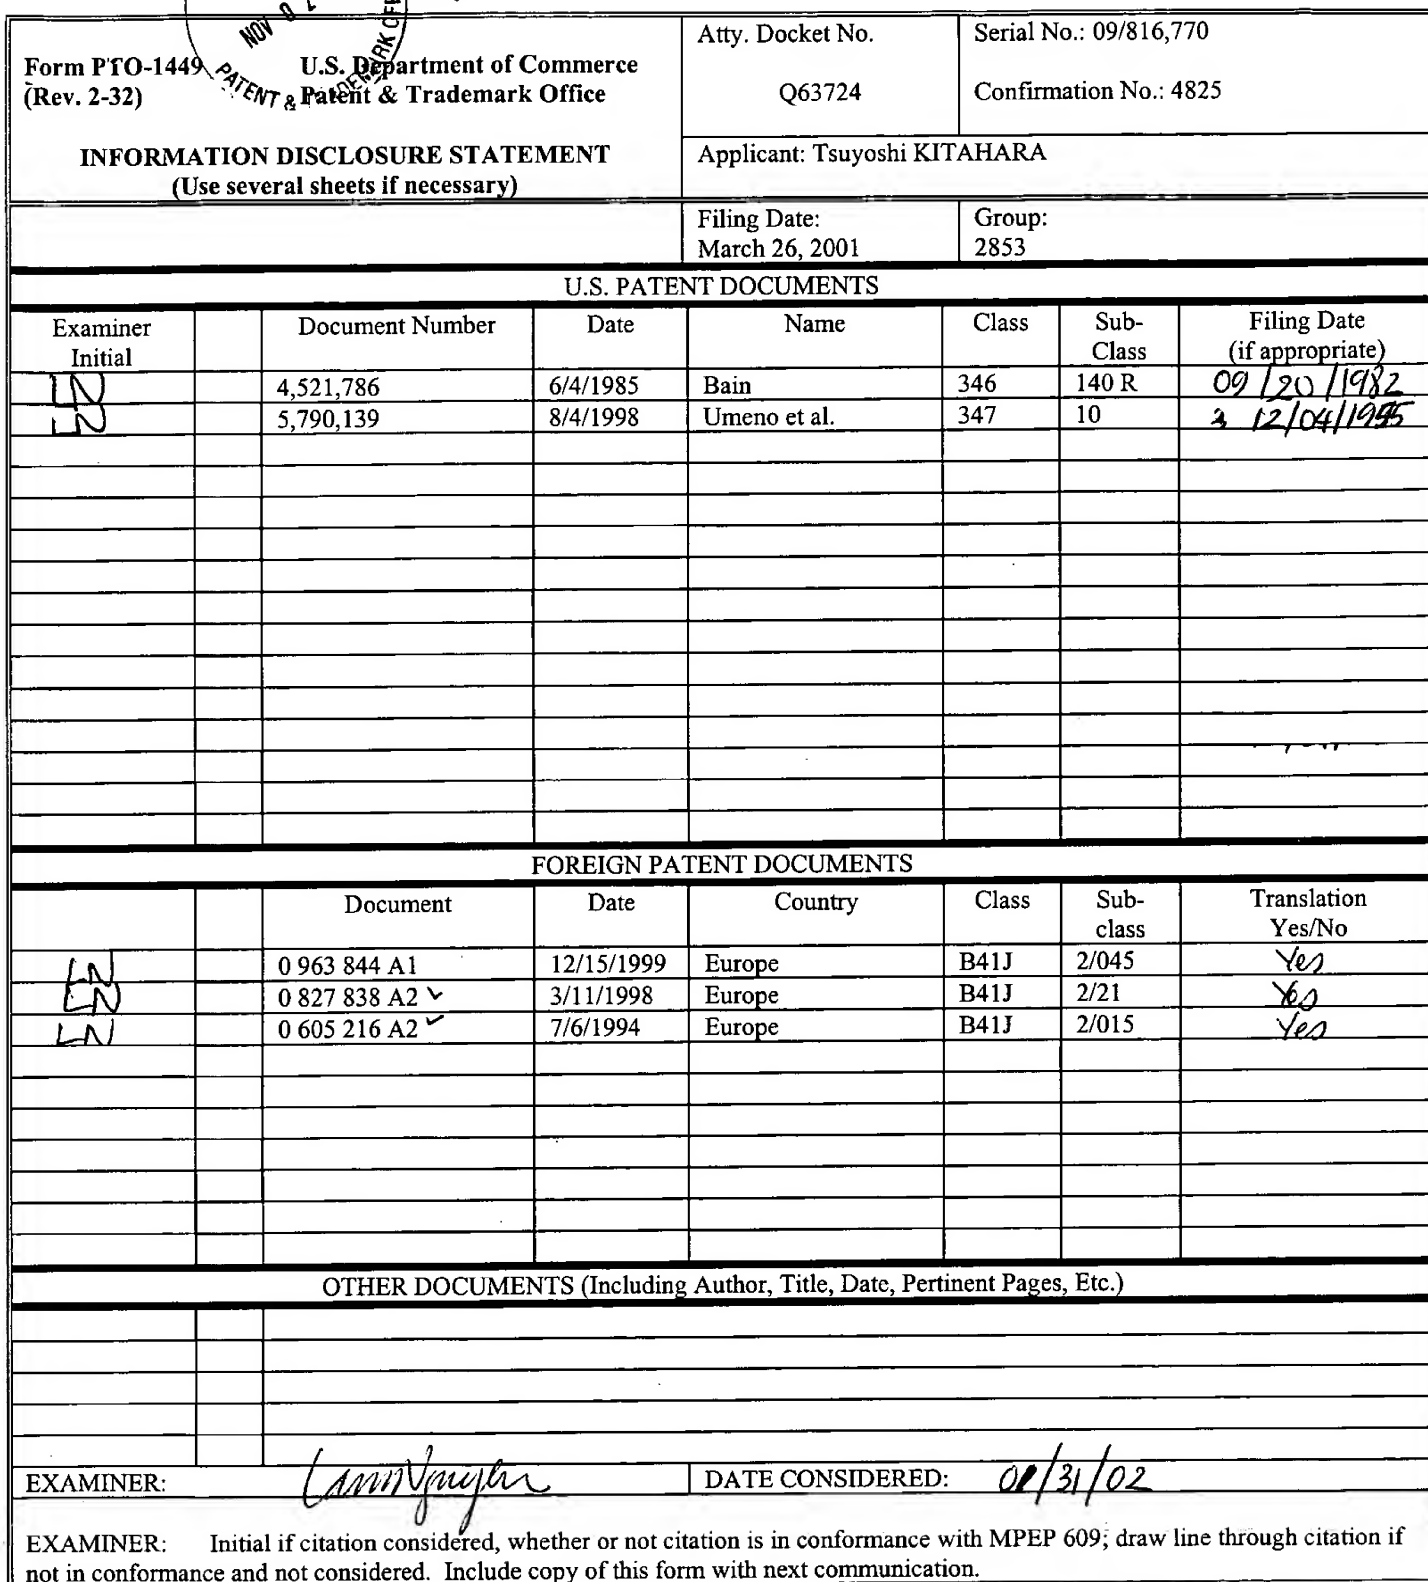 Atty. Docket No.
Serial No.: 09/816,770
Form PTO-1449 U.S. Department of Commerce
(Rev. 2-32) Patent & Trademark Office
Q63724
Confirmation No.: 4825
NOV 0 1
PATENT & TRADEMARK OFF
INFORMATION DISCLOSURE STATEMENT
(Use several sheets if necessary)
Applicant: Tsuyoshi KITAHARA
Filing Date:
March 26, 2001
Group:
2853
U.S. PATENT DOCUMENTS
Examiner Initial Document Number Date Name Class Sub-Class Filing Date (if appropriate)
LN 4,521,786 6/4/1985 Bain 346 140 R 09/20/1982
LN 5,790,139 8/4/1998 Umeno et al. 347 10 12/04/1995
FOREIGN PATENT DOCUMENTS
Document Date Country Class Sub-class Translation Yes/No
LN 0 963 844 A1 12/15/1999 Europe B41J 2/045 Yes
LN 0 827 838 A2 3/11/1998 Europe B41J 2/21 Yes
LN 0 605 216 A2 7/6/1994 Europe B41J 2/015 Yes
OTHER DOCUMENTS (Including Author, Title, Date, Pertinent Pages, Etc.)
EXAMINER: DATE CONSIDERED: /31/02
EXAMINER: Initial if citation considered, whether or not citation is in conformance with MPEP 609; draw line through citation if
not in conformance and not considered. Include copy of this form with next communication.